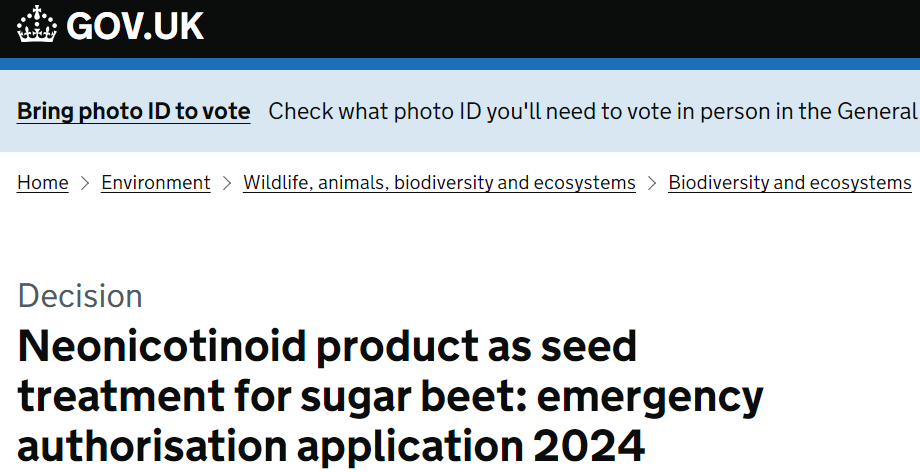 GOV.UK
Bring photo ID to vote Check what photo ID you'll need to vote in person in the General
Home > Environment > Wildlife, animals, biodiversity and ecosystems > Biodiversity and ecosystems
Decision
Neonicotinoid product as seed
treatment for sugar beet: emergency
authorisation application 2024